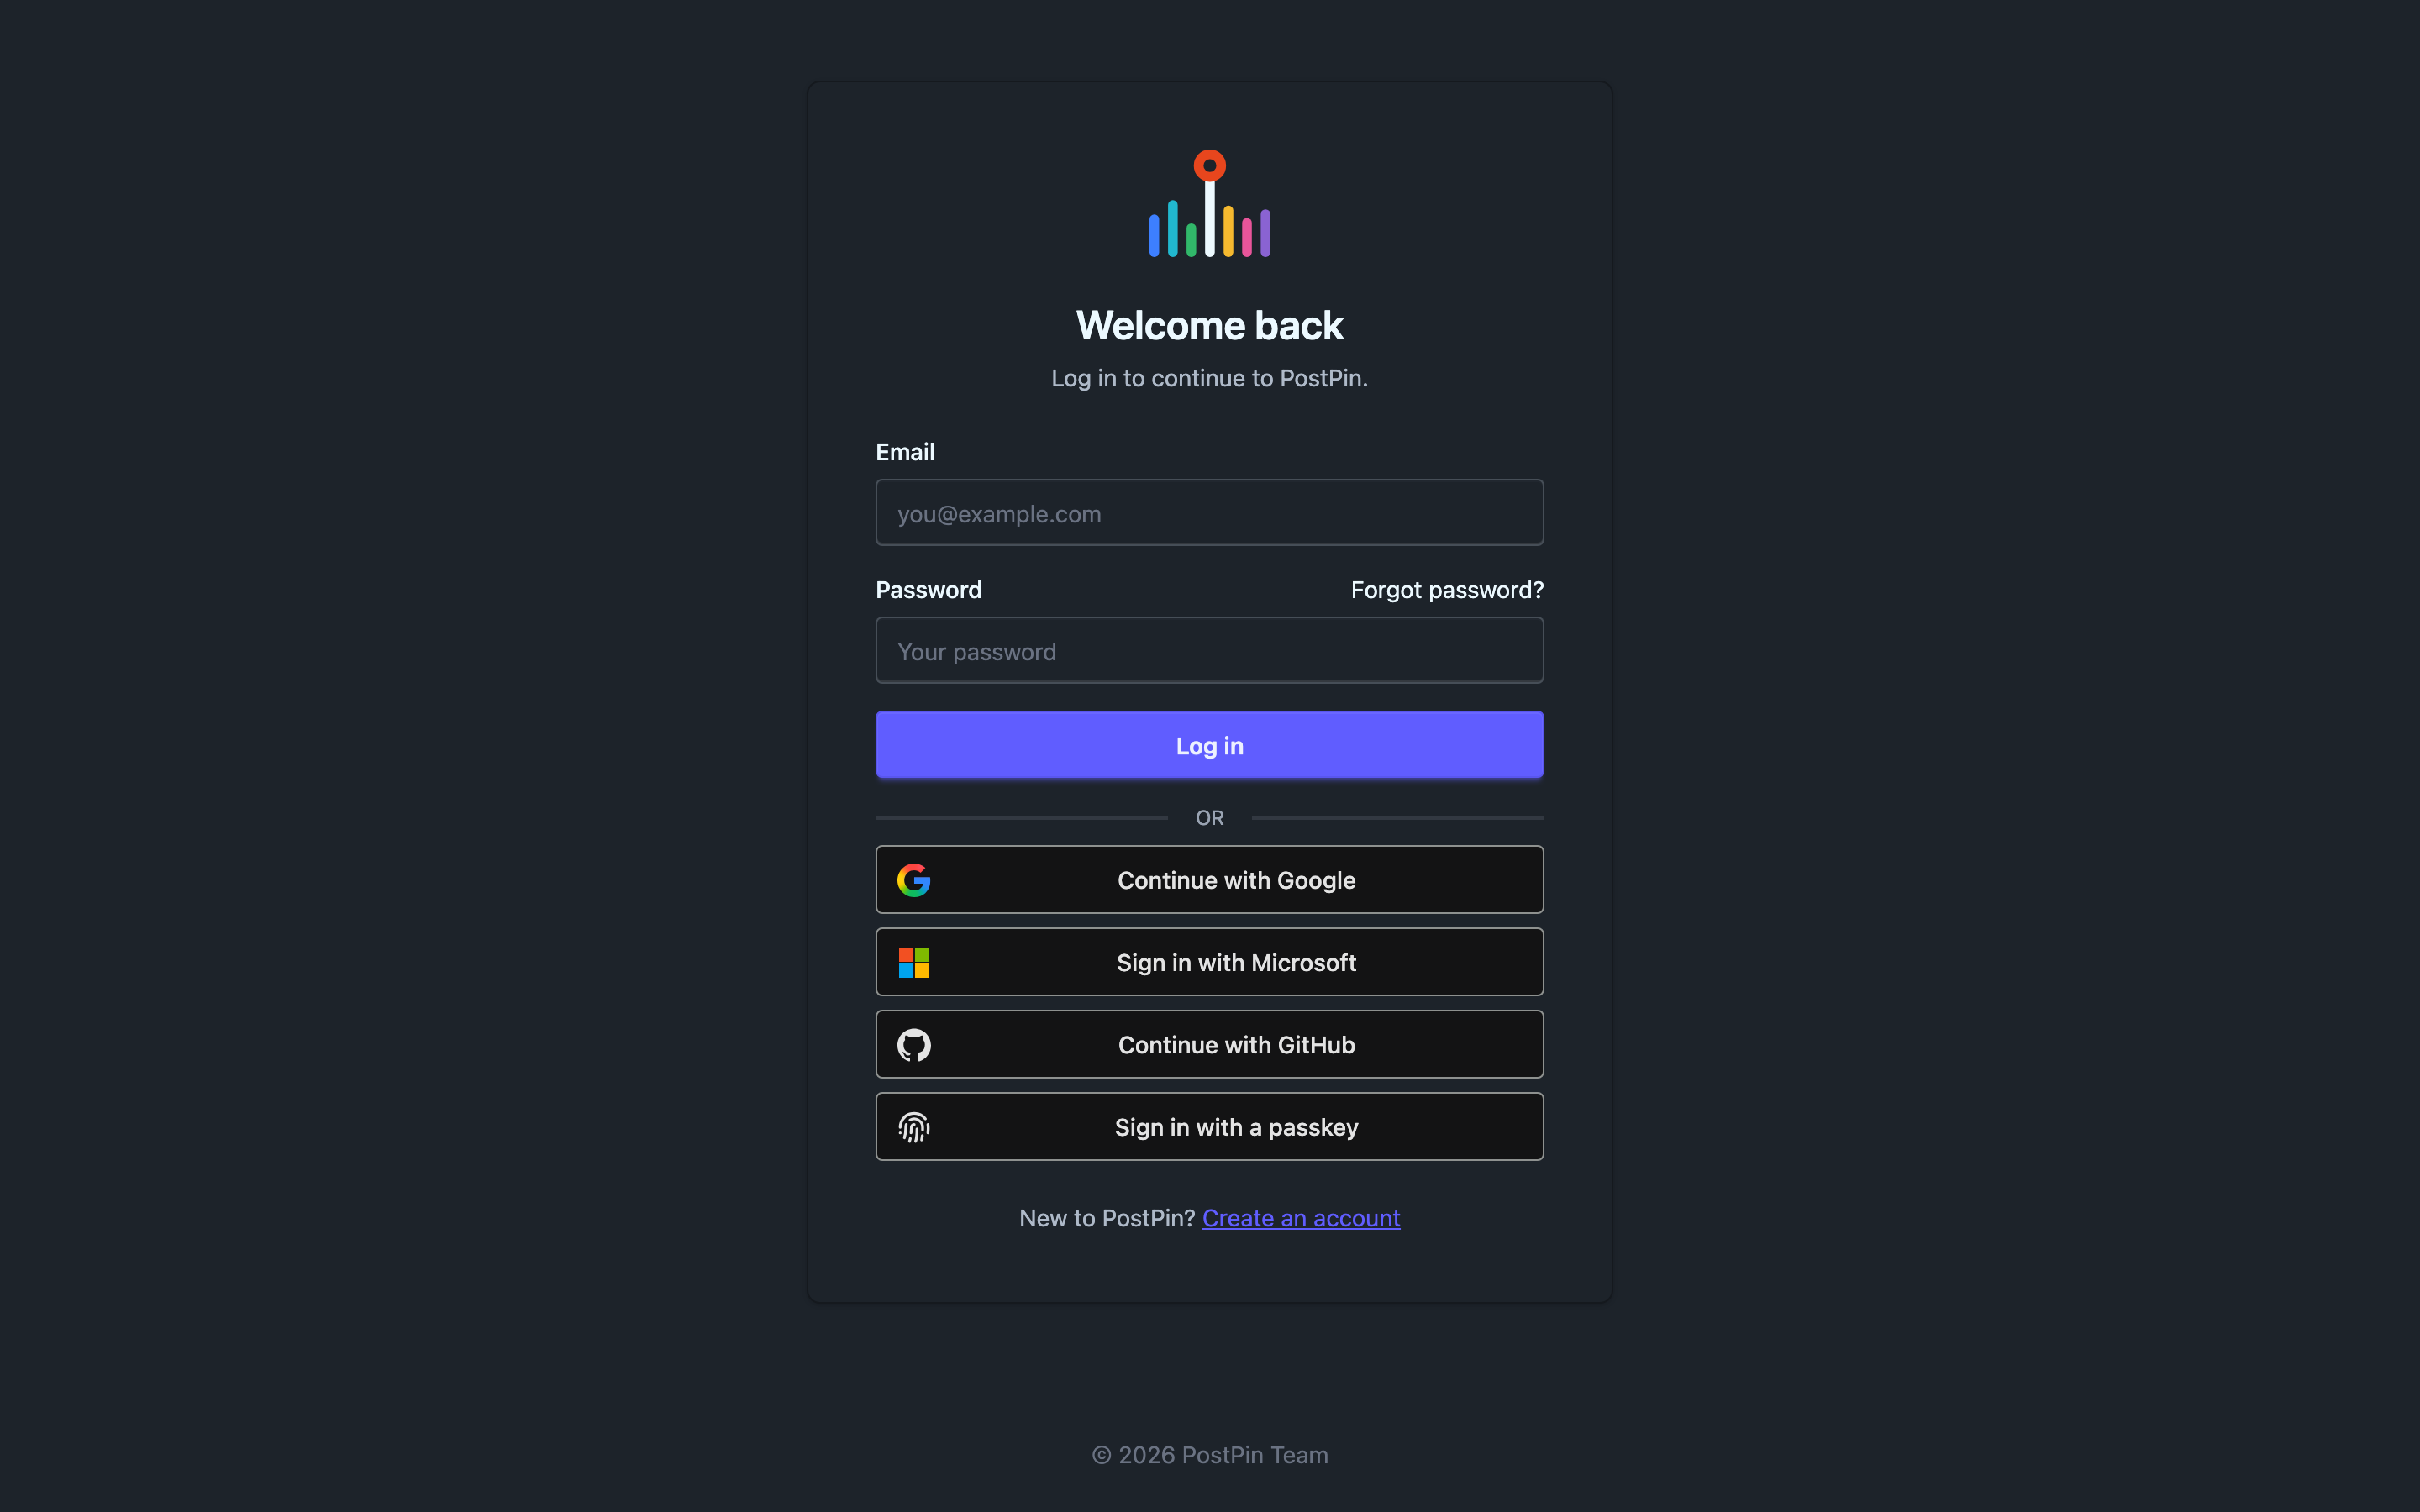 Welcome back
Log in to continue to PostPin.
Email
you@example.com
Password
Forgot password?
Your password
Log in
OR
Continue with Google
Sign in with Microsoft
Continue with GitHub
Sign in with a passkey
New to PostPin? Create an account
© 2026 PostPin Team